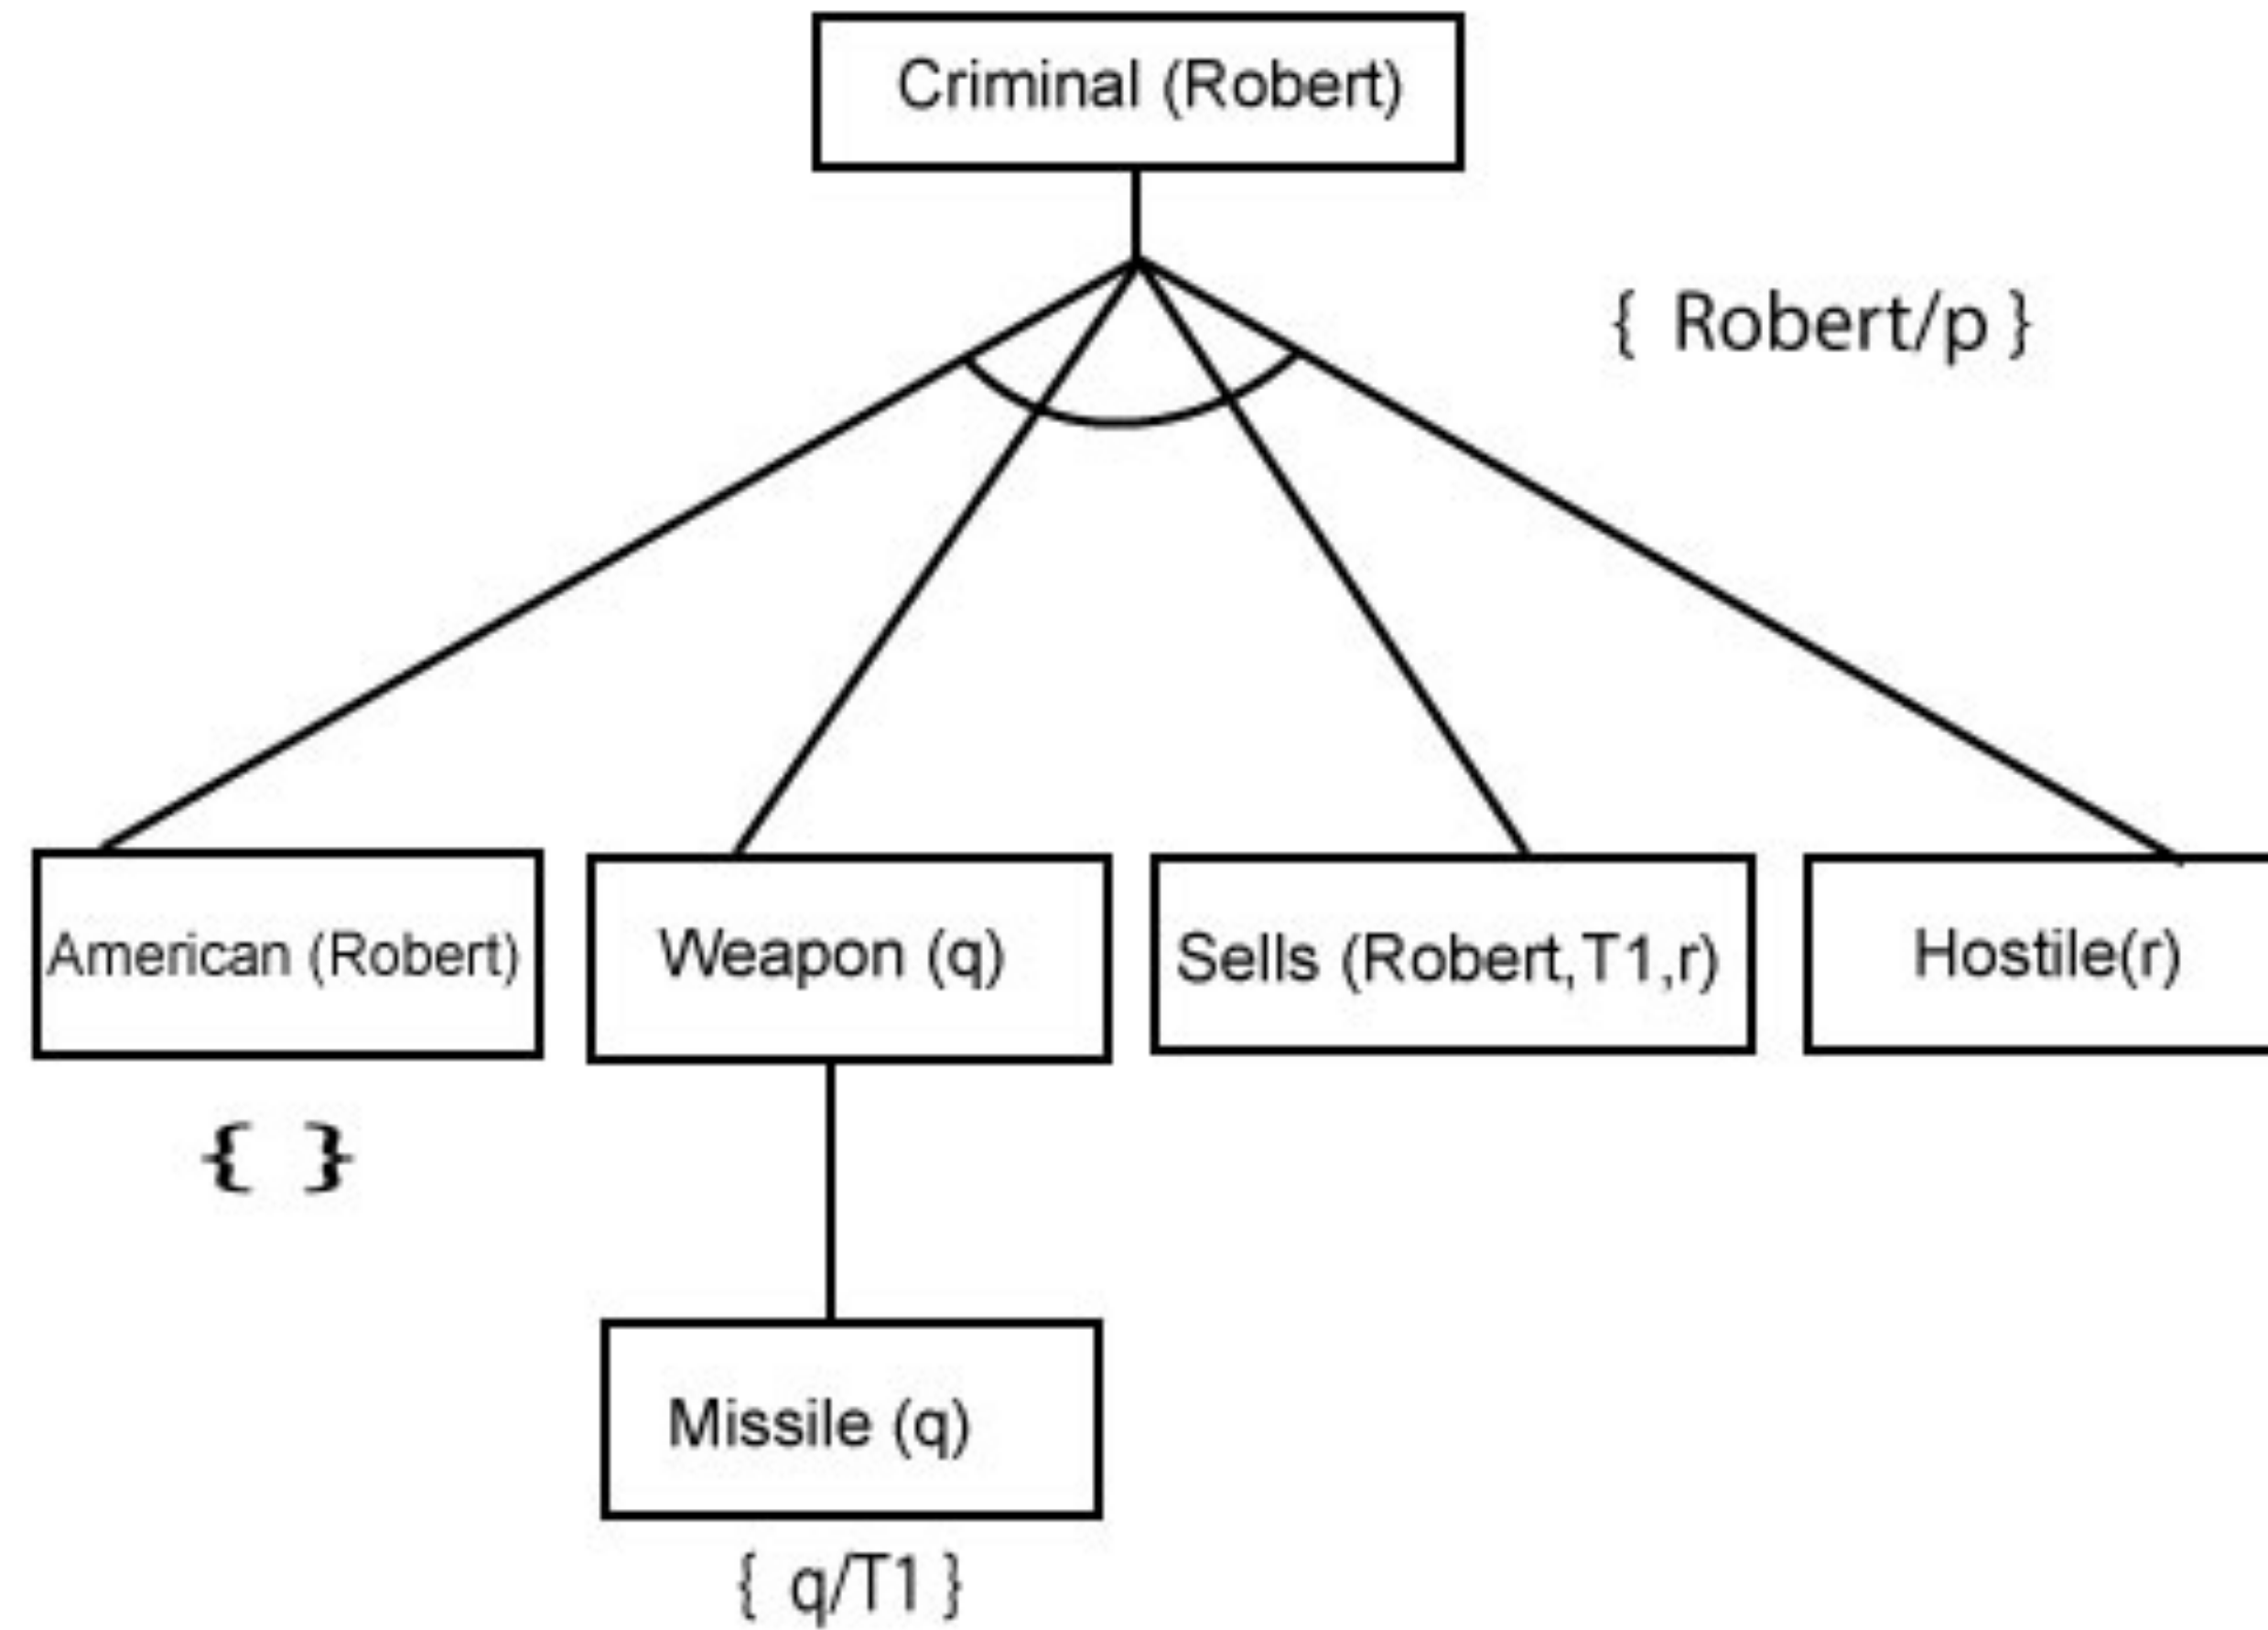 Criminal (Robert)
{ Robert/p }
American (Robert)
Weapon (q)
Sells (Robert,T1,r)
Hostile(r)
{ }
Missile (q)
{ q/T1 }